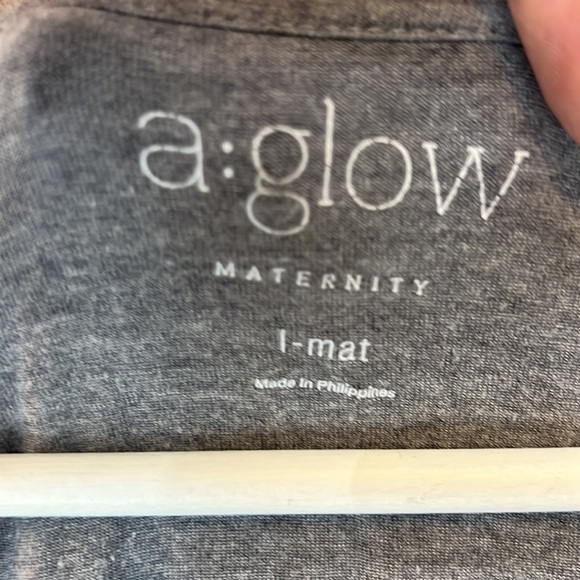 a:glow
MATERNITY
l-mat
Made In Philippines